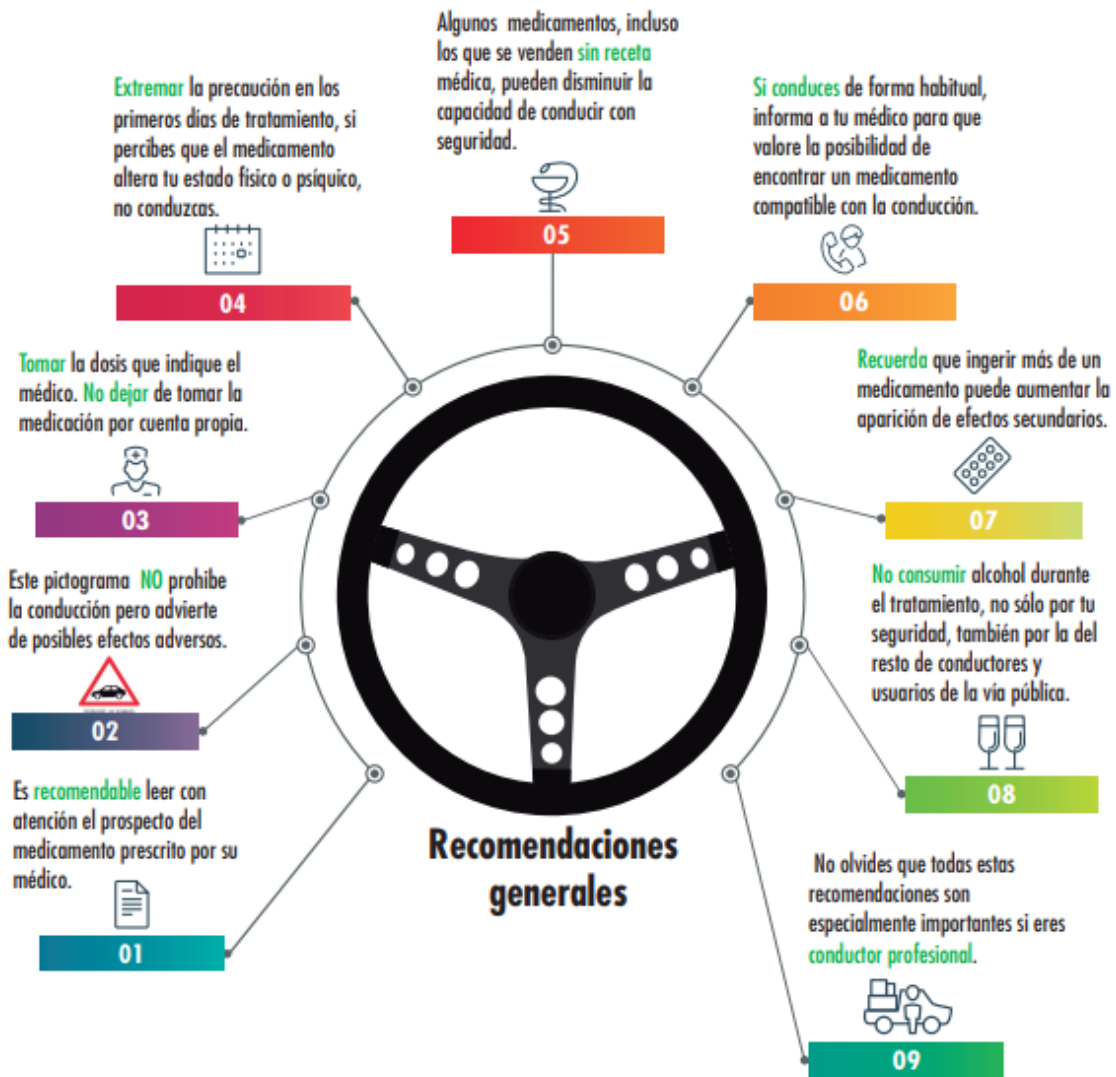 Algunos medicamentos, incluso
los que se venden sin receta
médica, pueden disminuir la
capacidad de conducir con
seguridad.
05
Extremar la precaución en los
primeros días de tratamiento, si
percibes que el medicamento
altera tu estado físico o psíquico,
no conduzcas.
04
Si conduces de forma habitual,
informa a tu médico para que
valore la posibilidad de
encontrar un medicamento
compatible con la conducción.
06
Tomar la dosis que indique el
médico. No dejar de tomar la
medicación por cuenta propia.
03
Recuerda que ingerir más de un
medicamento puede aumentar la
aparición de efectos secundarios.
07
Este pictograma NO prohibe
la conducción pero advierte
de posibles efectos adversos.
02
No consumir alcohol durante
el tratamiento, no sólo por tu
seguridad, también por la del
resto de conductores y
usuarios de la vía pública.
08
Es recomendable leer con
atención el prospecto del
medicamento prescrito por su
médico.
01
Recomendaciones
generales
No olvides que todas estas
recomendaciones son
especialmente importantes si eres
conductor profesional.
09